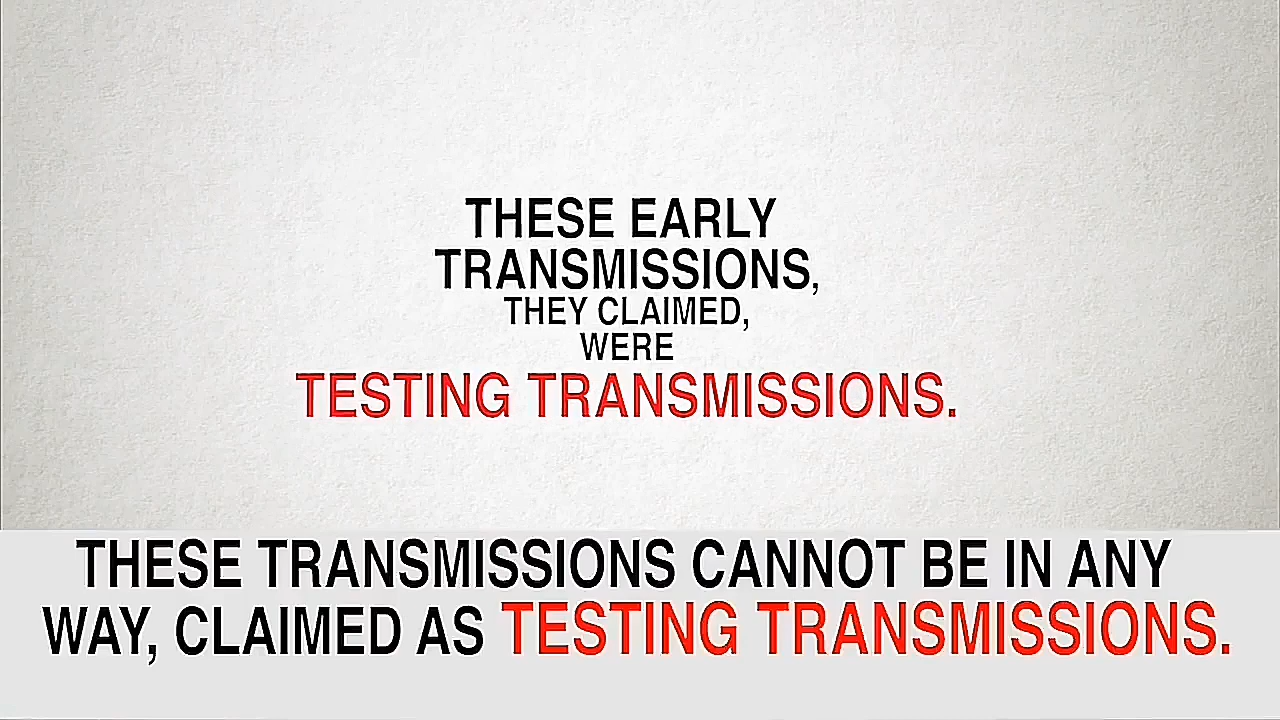 THESE EARLY
TRANSMISSIONS,
THEY CLAIMED,
WERE
TESTING TRANSMISSIONS.
THESE TRANSMISSIONS CANNOT BE IN ANY
WAY, CLAIMED AS TESTING TRANSMISSIONS.